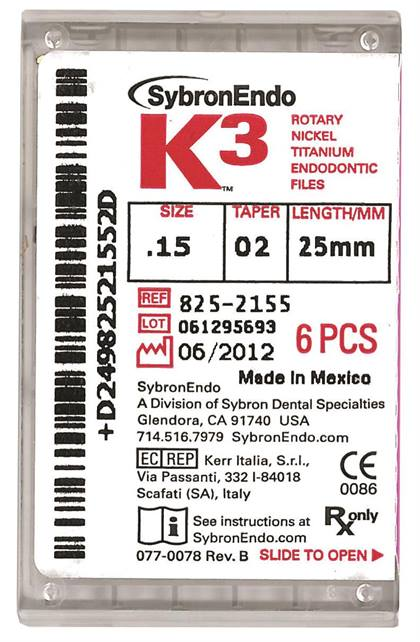 SybronEndo
K3™
ROTARY
NICKEL
TITANIUM
ENDODONTIC
FILES
SIZE TAPER LENGTH/MM
.15 02 25mm
REF 825-2155
LOT 061295693
06/2012 6 PCS
Made In Mexico
SybronEndo
A Division of Sybron Dental Specialties
Glendora, CA 91740 USA
714.516.7979 SybronEndo.com
EC REP Kerr Italia, S.r.l.,
Via Passanti, 332 I-84018
Scafati (SA), Italy
CE
0086
i See instructions at
SybronEndo.com
Rx only
077-0078 Rev. B SLIDE TO OPEN
+D24982521552D